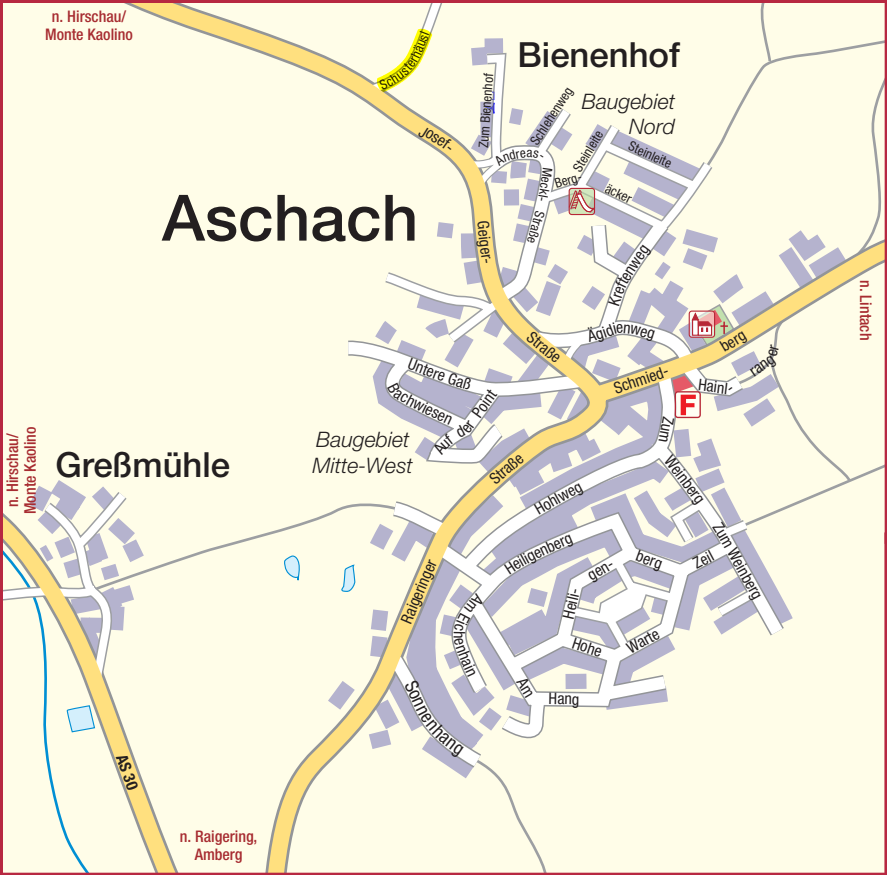 n. Hirschau/
Monte Kaolino
Schusterhäusl
Bienenhof
Zum Bienenhof
Schlehenweg
Baugebiet
Nord
Josef-
Andreas-
Meckl-
Straße
Steinleite
Steinleite
Berg-
äcker
Aschach
Geiger-
Straße
Kreftenweg
Ägidienweg
n. Lintach
Schmied-
berg
Hainl-
ranger
F
Untere Gaß
Bachwiesen
Auf der Point
Baugebiet
Mitte-West
Straße
Zum
Weinberg
Zum Weinberg
n. Hirschau/
Monte Kaolino
Greßmühle
Hohlweg
Heiligenberg
Heili-
gen-
berg
Zeil
Raigeringer
Am Eichenhain
Hohe
Warte
Am
Hang
Sonnenhang
AS 30
n. Raigering,
Amberg